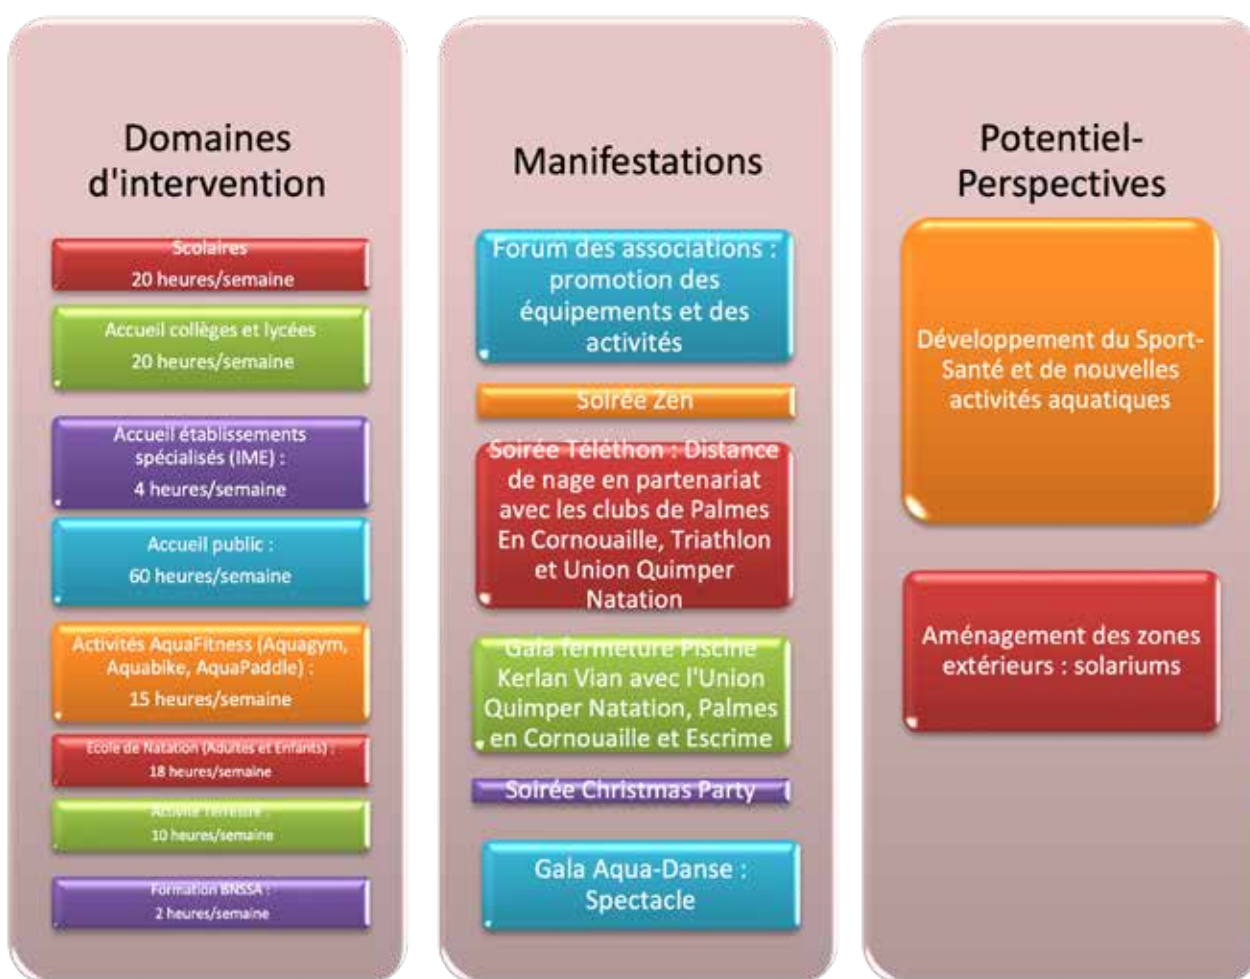 Domaines
d'intervention
Scolaires
20 heures/semaine
Accueil collèges et lycées
20 heures/semaine
Accueil établissements
spécialisés (IME) :
4 heures/semaine
Accueil public :
60 heures/semaine
Activités AquaFitness (Aquagym,
Aquabike, AquaPaddle) :
15 heures/semaine
Ecole de Natation (Adultes et Enfants) :
18 heures/semaine
Activité Terrestre :
10 heures/semaine
Formation BNSSA :
2 heures/semaine
Manifestations
Forum des associations :
promotion des
équipements et des
activités
Soirée Zen
Soirée Téléthon : Distance
de nage en partenariat
avec les clubs de Palmes
En Cornouaille, Triathlon
et Union Quimper
Natation
Gala fermeture Piscine
Kerlan Vian avec l'Union
Quimper Natation, Palmes
en Cornouaille et Escrime
Soirée Christmas Party
Gala Aqua-Danse :
Spectacle
Potentiel-
Perspectives
Développement du Sport-
Santé et de nouvelles
activités aquatiques
Aménagement des zones
extérieurs : solariums